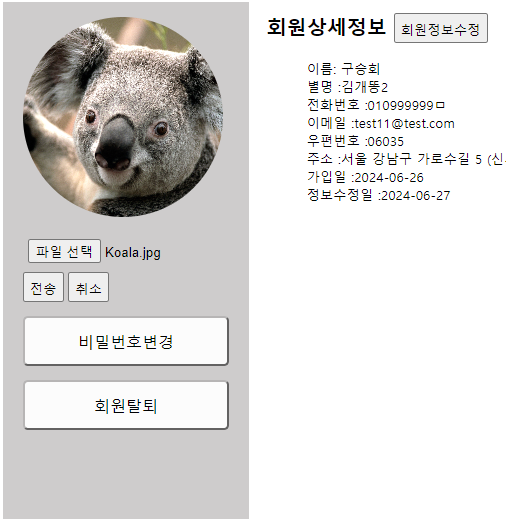 파일 선택 Koala.jpg
전송 취소
비밀번호변경
회원탈퇴
회원상세정보 회원정보수정
이름: 구승회
별명 :김개똥2
전화번호 :010999999ㅁ
이메일 :test11@test.com
우편번호 :06035
주소 :서울 강남구 가로수길 5 (신
가입일 :2024-06-26
정보수정일 :2024-06-27